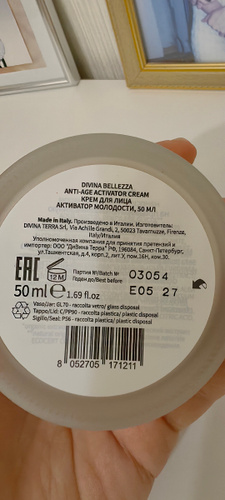 DIVINA BELLEZZA
ANTI-AGE ACTIVATOR CREAM
КРЕМ ДЛЯ ЛИЦА
АКТИВАТОР МОЛОДОСТИ, 50 МЛ
Made in Italy. Произведено в Италии. Изготовитель:
DIVINA TERRA Srl, Via Achille Grandi, 2, 50023 Tavarnuzze, Firenze,
Italy/Италия
Уполномоченная компания для принятия претензий и
импортер: ООО "ДиВина Терра" РФ, 196084, Санкт-Петербург,
ул.Ташкентская, д.4, корп.2, лит.У, пом.16Н, ком.30.
EAC
12M
Партия №/Batch №
03054
Годен до/Best before
E05 27
50 ml ℮ 1.69 fl.oz
Vaso/Jar: GL70 - raccolta vetro/ glass disposal
Tappo/Lid: C/PP90 - raccolta plastica/ plastic disposal
Sigillo/Seal: PS6 - raccolta plastica/ plastic disposal
8 052705 171211